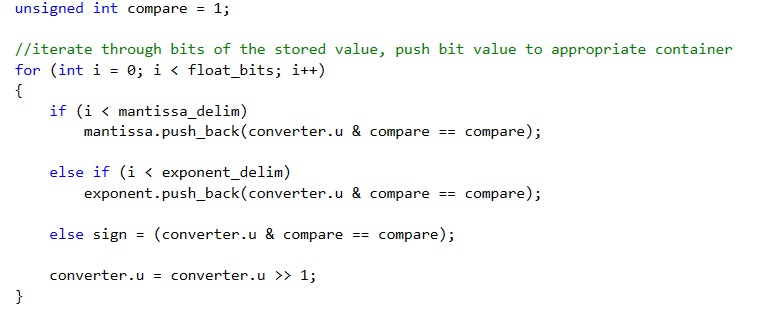 unsigned int compare = 1;
//iterate through bits of the stored value, push bit value to appropriate container
for (int i = 0; i < float_bits; i++)
{
    if (i < mantissa_delim)
        mantissa.push_back(converter.u & compare == compare);
    else if (i < exponent_delim)
        exponent.push_back(converter.u & compare == compare);
    else sign = (converter.u & compare == compare);
    converter.u = converter.u >> 1;
}